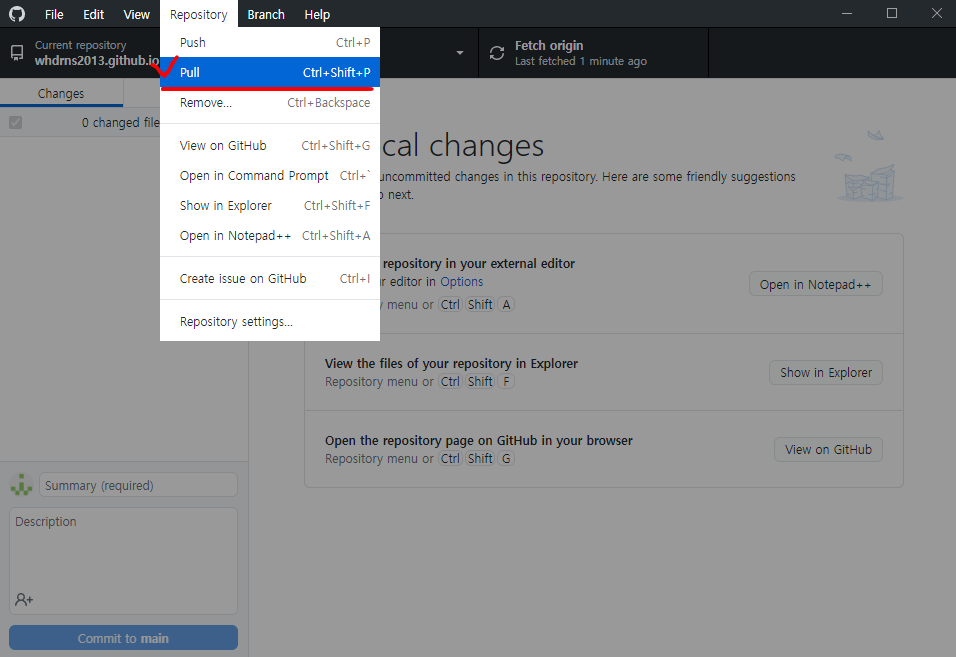 File Edit View Repository Branch Help
Current repository
whdrns2013.github.io
Fetch origin
Last fetched 1 minute ago
Push Ctrl+P
Pull Ctrl+Shift+P
Remove... Ctrl+Backspace
View on GitHub Ctrl+Shift+G
Open in Command Prompt Ctrl+`
Show in Explorer Ctrl+Shift+F
Open in Notepad++ Ctrl+Shift+A
Create issue on GitHub Ctrl+I
Repository settings...
Changes
0 changed file
cal changes
uncommitted changes in this repository. Here are some friendly suggestions
next.
repository in your external editor
editor in Options
menu or Ctrl Shift A
Open in Notepad++
View the files of your repository in Explorer
Repository menu or Ctrl Shift F
Show in Explorer
Open the repository page on GitHub in your browser
Repository menu or Ctrl Shift G
View on GitHub
Summary (required)
Description
Commit to main